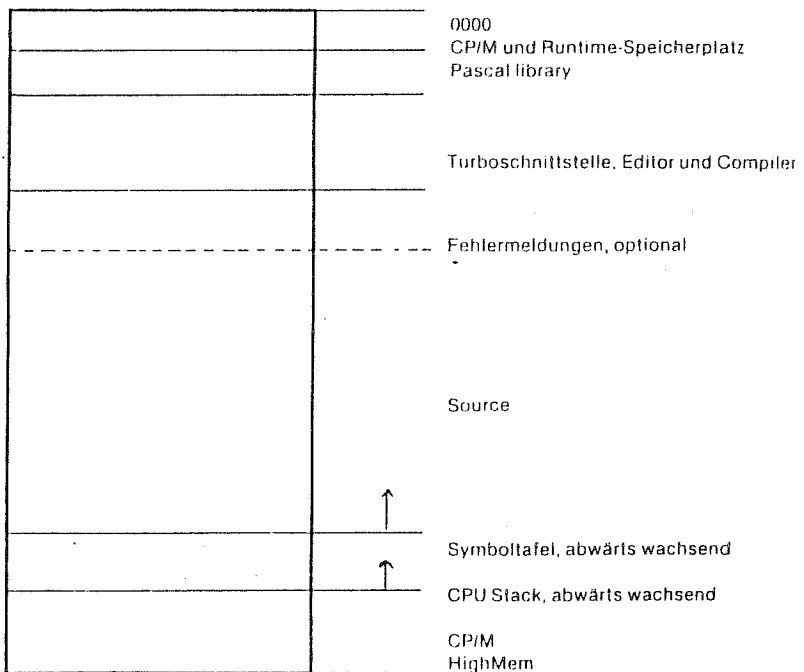 0000
CP/M und Runtime-Speicherplatz
Pascal library
Turboschnittstelle, Editor und Compiler
Fehlermeldungen, optional
Source
Symboltafel, abwärts wachsend
CPU Stack, abwärts wachsend
CP/M
HighMem